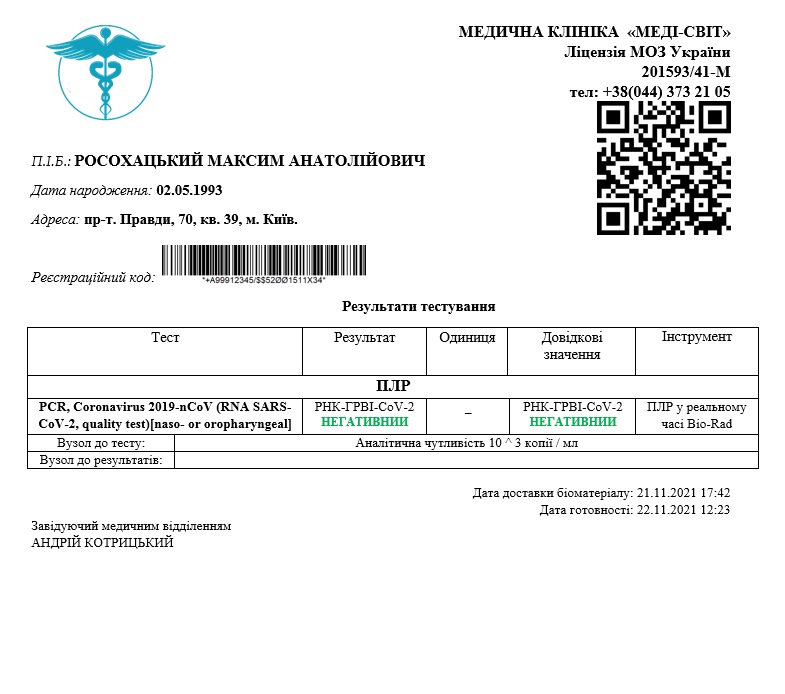 МЕДИЧНА КЛІНІКА «МЕДІ-СВІТ»
Ліцензія МОЗ України
201593/41-М
тел: +38(044) 373 21 05
П.І.Б.: РОСОХАЦЬКИЙ МАКСИМ АНАТОЛІЙОВИЧ
Дата народження: 02.05.1993
Адреса: пр-т. Правди, 70, кв. 39, м. Київ.
Реєстраційний код:
*+A99912345/$$52ØØ1511X34*
Результати тестування
Тест Результат Одиниця Довідкові значення Інструмент
ПЛР
PCR, Coronavirus 2019-nCoV (RNA SARS- РНК-ГРВІ-CoV-2 – РНК-ГРВІ-CoV-2 ПЛР у реальному
CoV-2, quality test)[naso- or oropharyngeal] НЕГАТИВНИИ НЕГАТИВНИИ часі Bio-Rad
Вузол до тесту: Аналітична чутливість 10 ^ 3 копії / мл
Вузол до результатів:
Дата доставки біоматеріалу: 21.11.2021 17:42
Дата готовності: 22.11.2021 12:23
Завідуючий медичним відділенням
АНДРІЙ КОТРИЦЬКИЙ